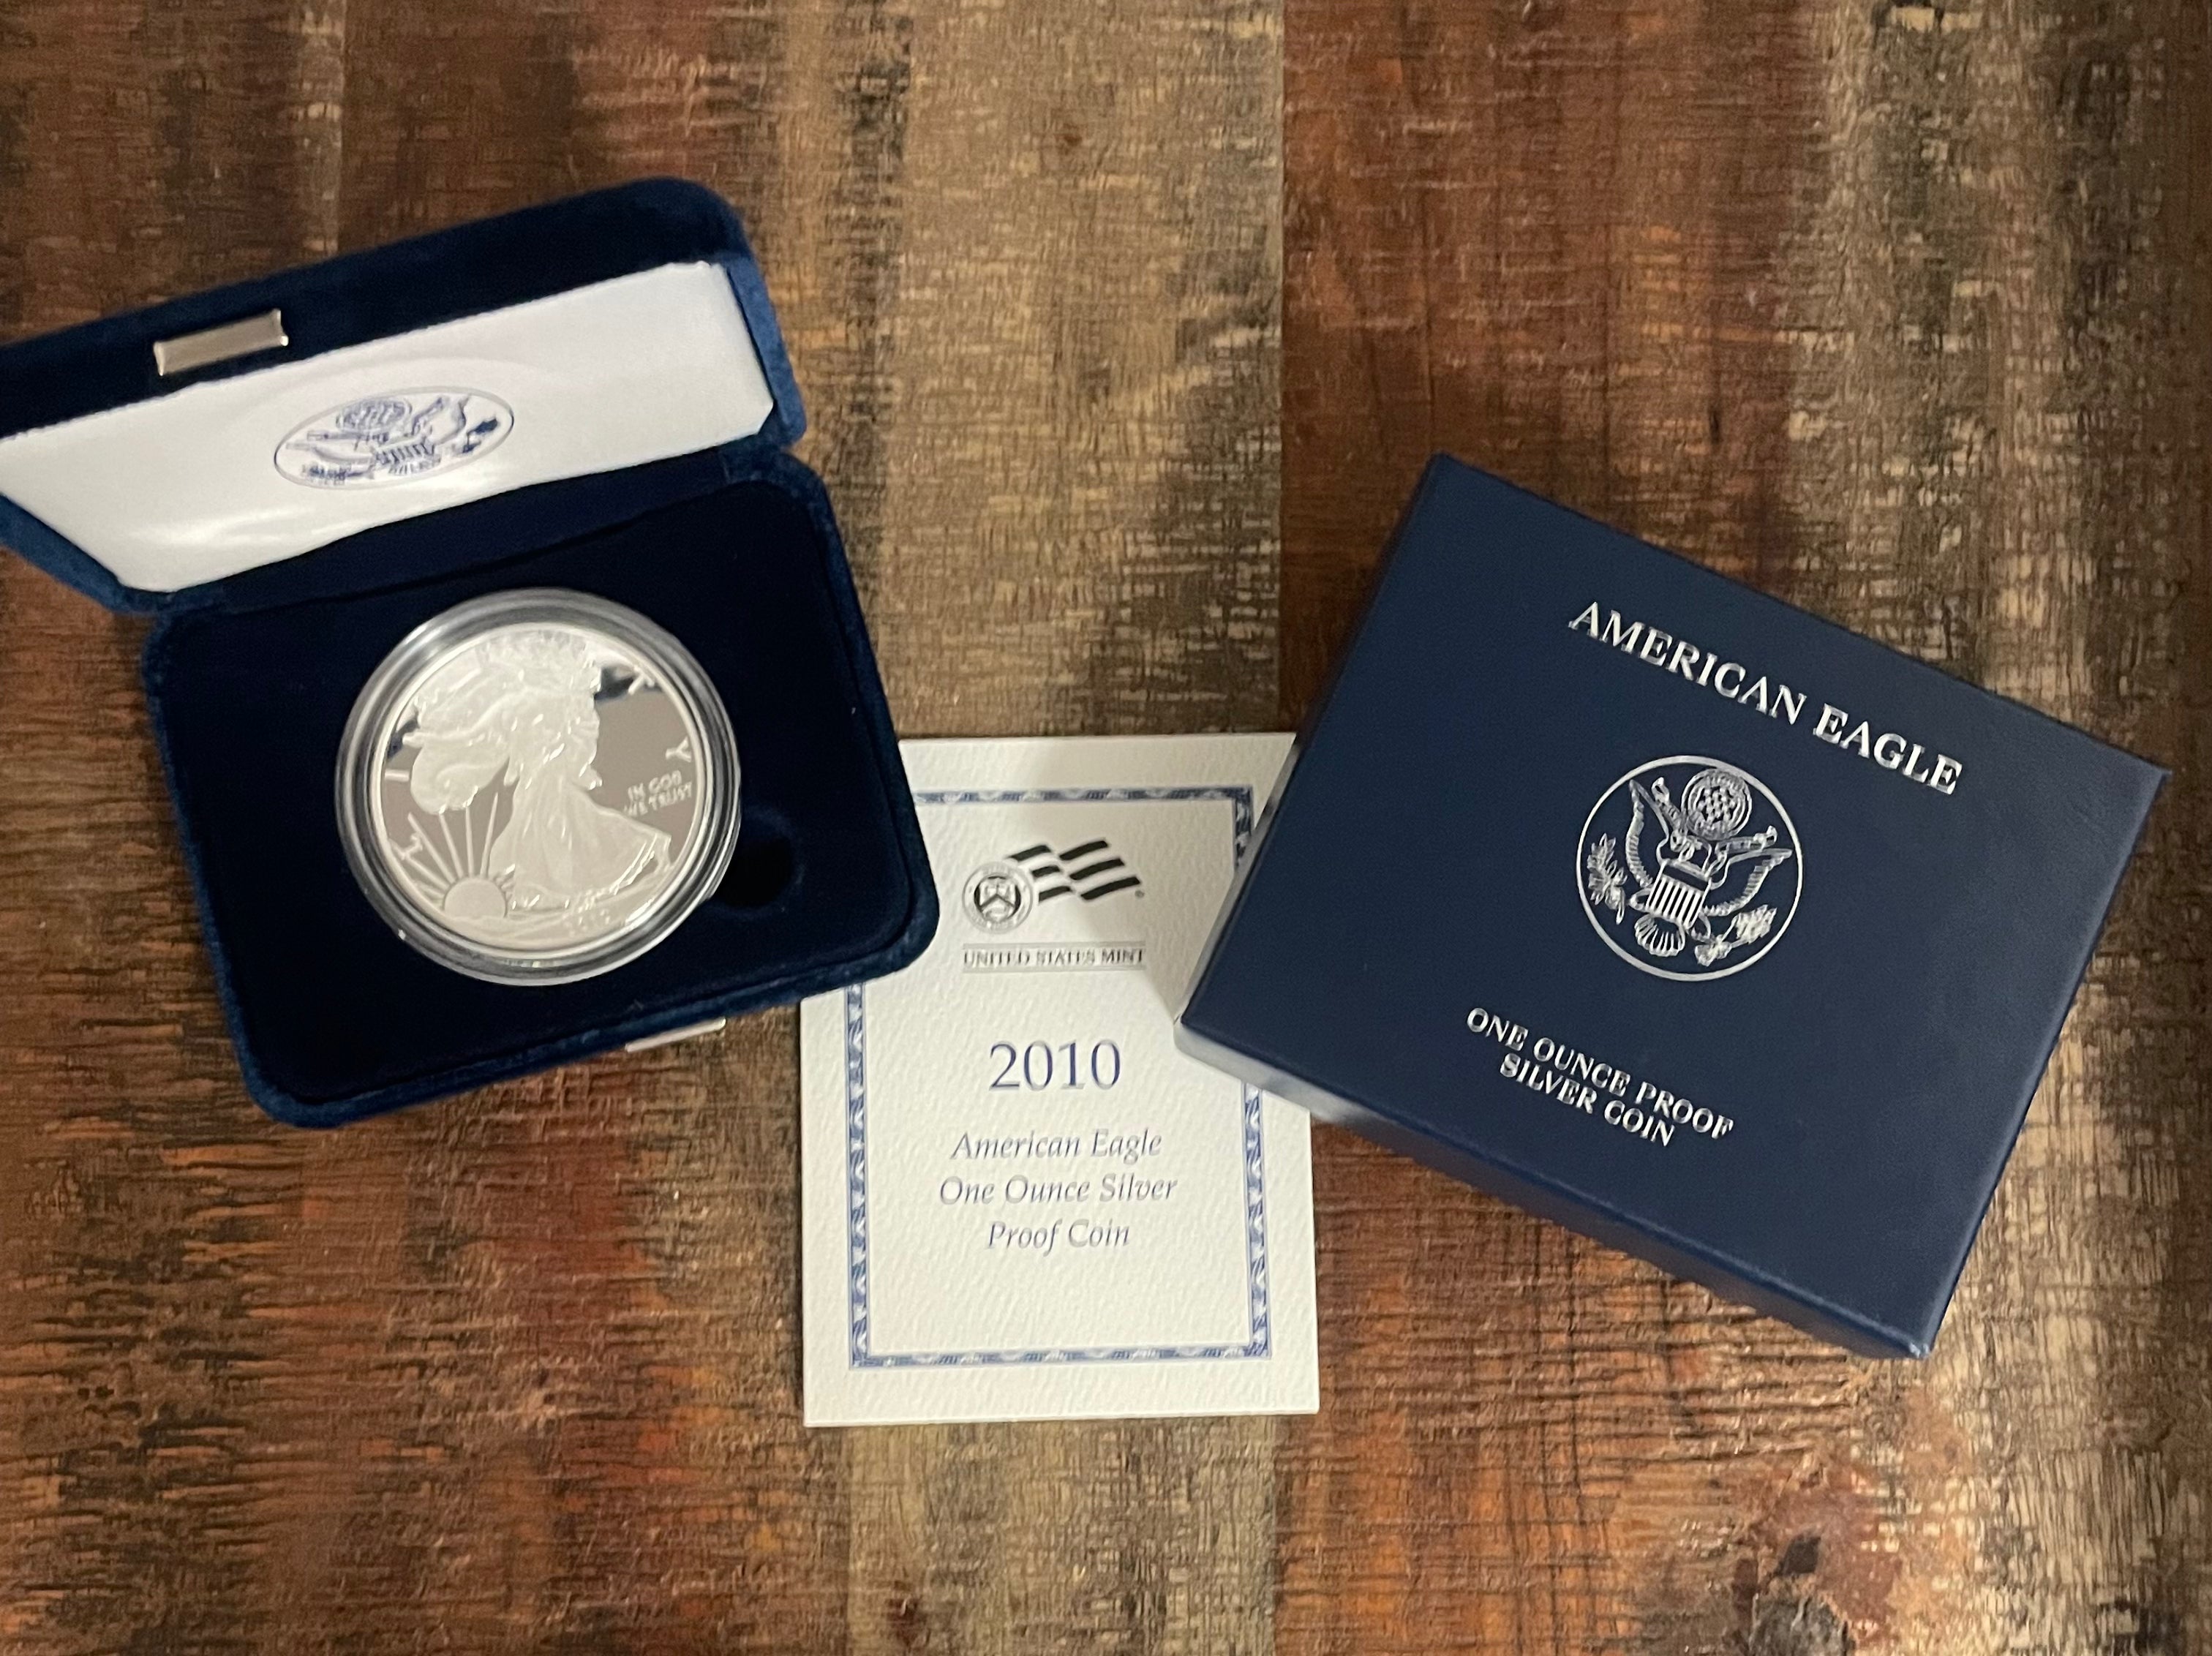 L I T Y
IN GOD
WE TRUST
UNITED STATES MINT
2010
American Eagle
One Ounce Silver
Proof Coin
AMERICAN EAGLE
ONE OUNCE PROOF
SILVER COIN